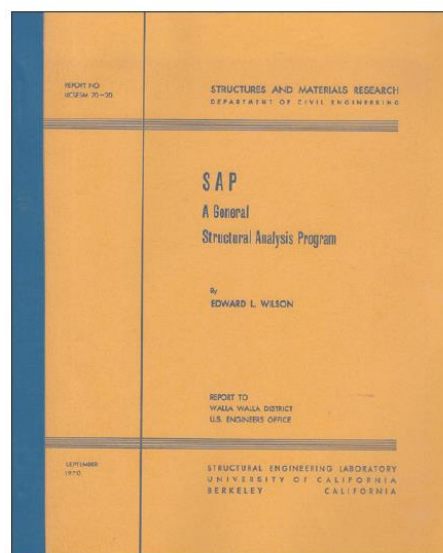 REPORT NO.
UCSESM 70-20
STRUCTURES AND MATERIALS RESEARCH
DEPARTMENT OF CIVIL ENGINEERING
SAP
A General
Structural Analysis Program
By
EDWARD L. WILSON
REPORT TO
WALLA WALLA DISTRICT
U.S. ENGINEERS OFFICE
SEPTEMBER
1970
STRUCTURAL ENGINEERING LABORATORY
UNIVERSITY OF CALIFORNIA
BERKELEY CALIFORNIA